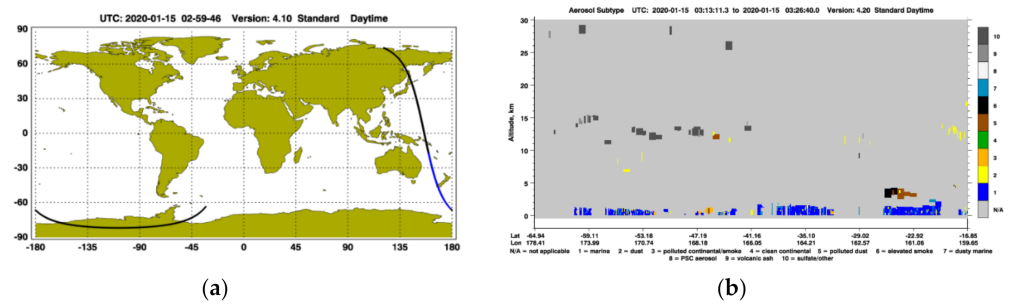 UTC: 2020-01-15 02-59-46 Version: 4.10 Standard Daytime
90
60
30
0
-30
-60
-90
-180 -135 -90 -45 0 45 90 135 180
(a)
Aerosol Subtype UTC: 2020-01-15 03:13:11.3 to 2020-01-15 03:26:40.0 Version: 4.20 Standard Daytime
Altitude, km
30
25
20
15
10
5
0
10
9
8
7
6
5
4
3
2
1
N/A
Lat -64.94 -59.11 -53.18 -47.19 -41.16 -35.10 -29.02 -22.92 -16.85
Lon 178.41 173.99 170.74 168.18 166.05 164.21 162.57 161.06 159.65
N/A = not applicable 1 = marine 2 = dust 3 = polluted continental/smoke 4 = clean continental 5 = polluted dust 6 = elevated smoke 7 = dusty marine
8 = PSC aerosol 9 = volcanic ash 10 = sulfate/other
(b)